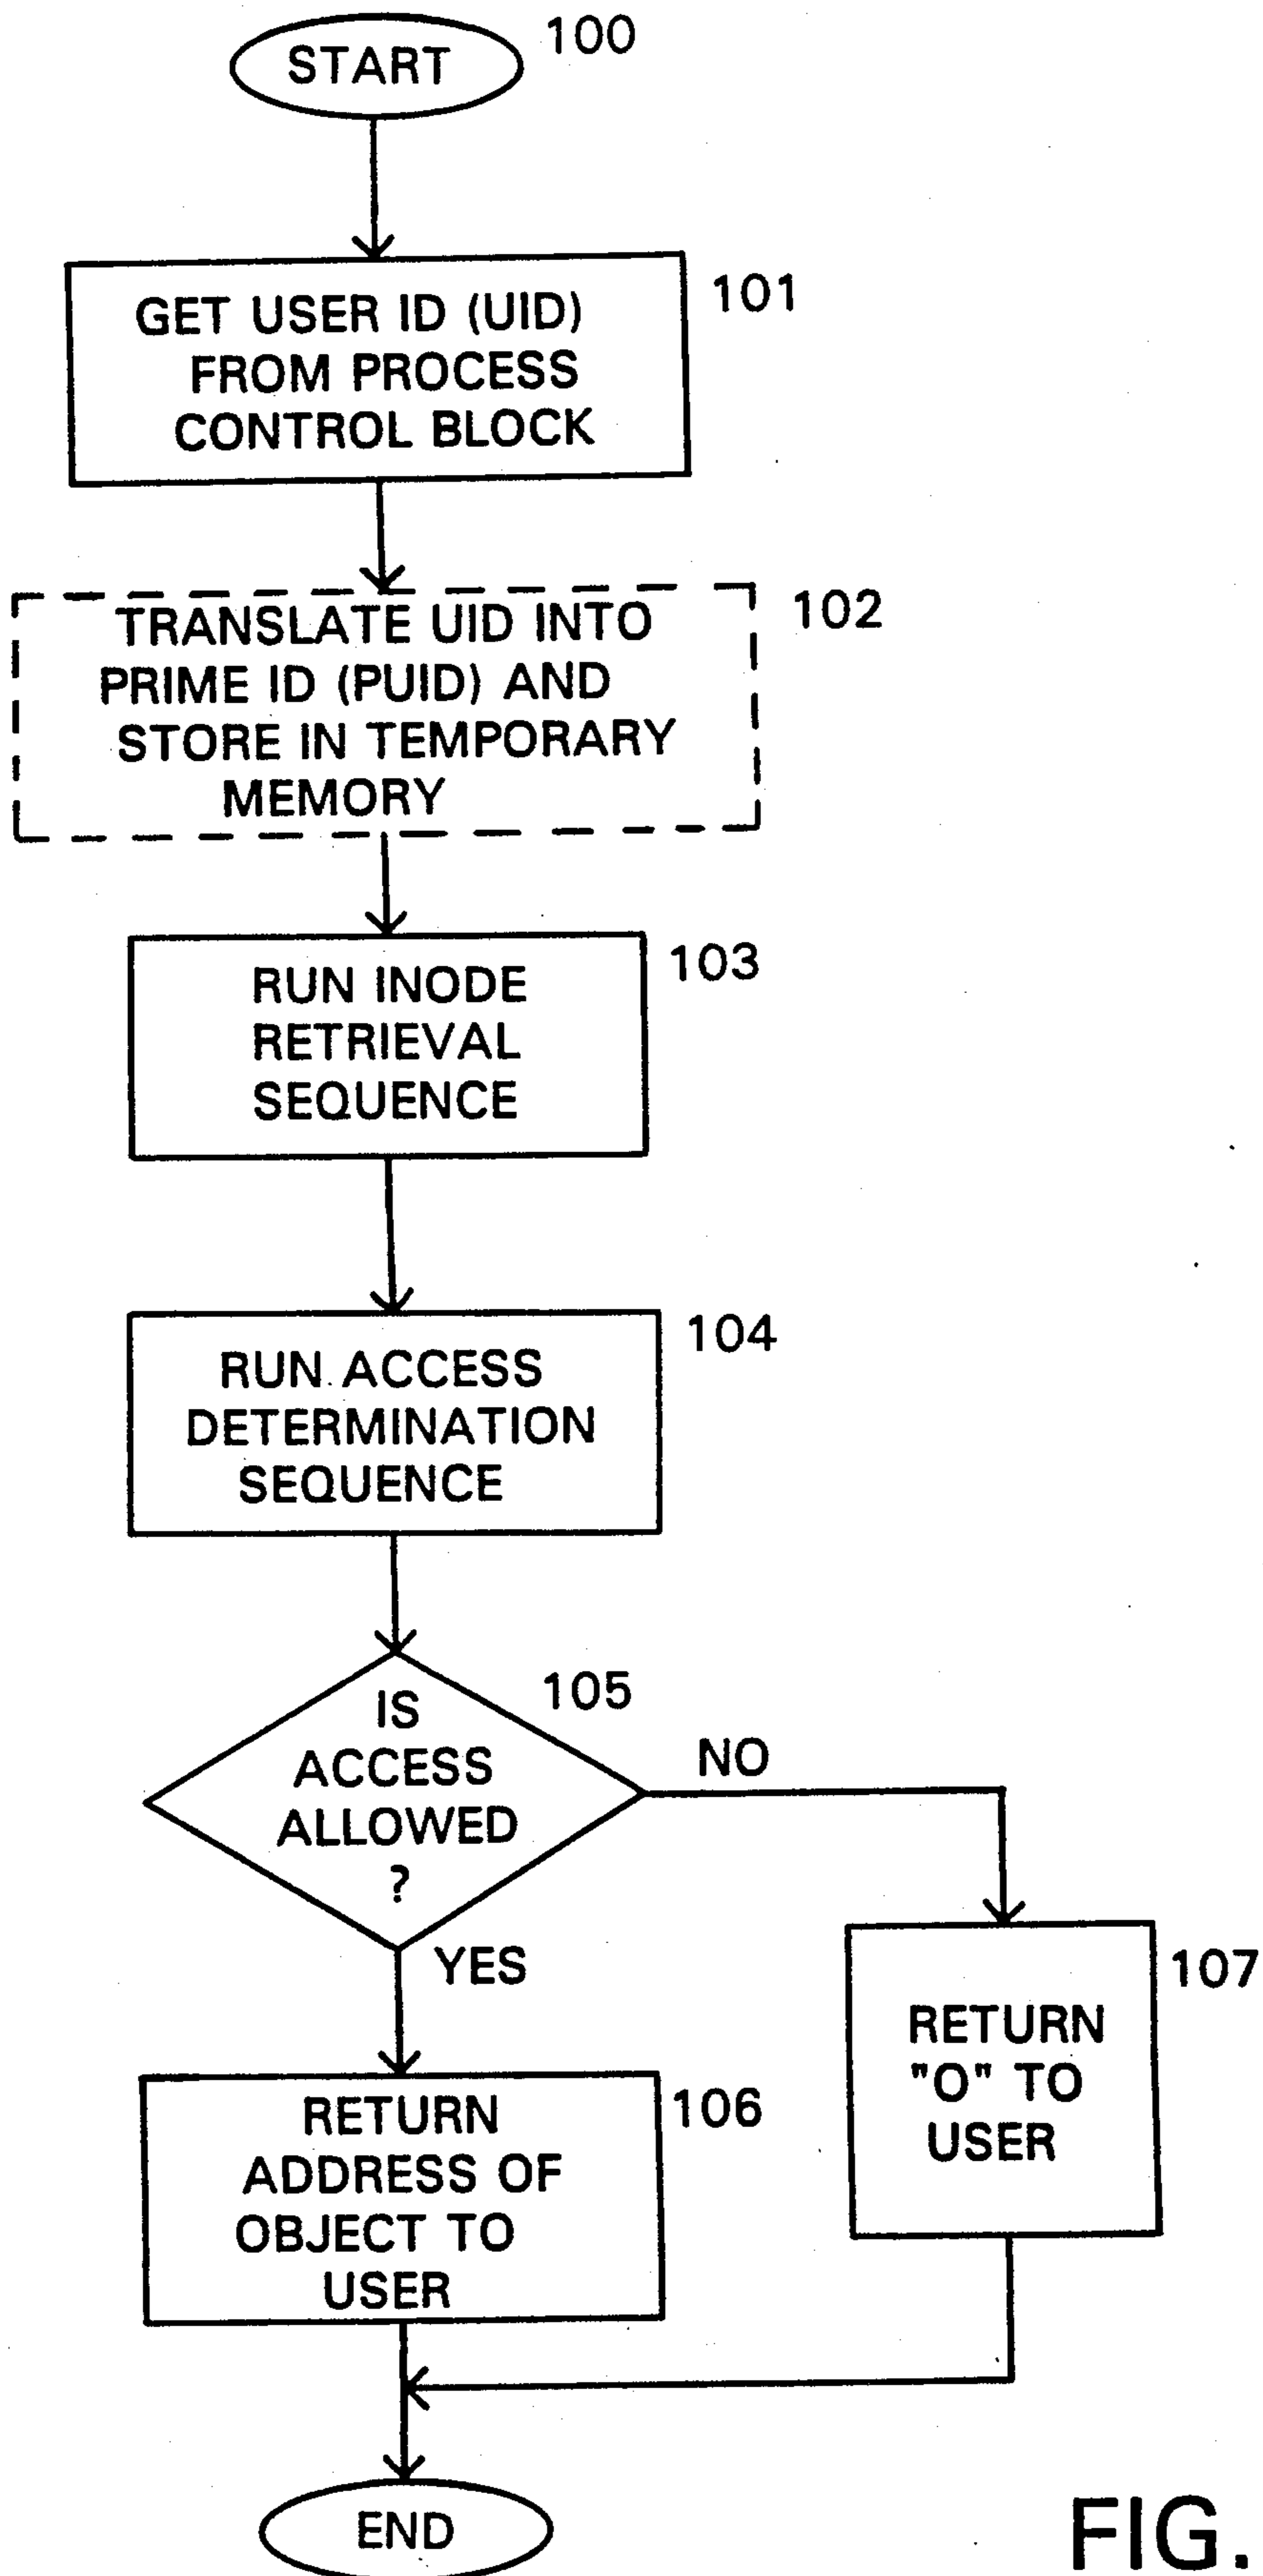 START
100
GET USER ID (UID)
FROM PROCESS
CONTROL BLOCK
101
TRANSLATE UID INTO
PRIME ID (PUID) AND
STORE IN TEMPORARY
MEMORY
102
RUN INODE
RETRIEVAL
SEQUENCE
103
RUN ACCESS
DETERMINATION
SEQUENCE
104
IS
ACCESS
ALLOWED
?
105
NO
YES
RETURN
ADDRESS OF
OBJECT TO
USER
106
RETURN
"O" TO
USER
107
END
FIG.